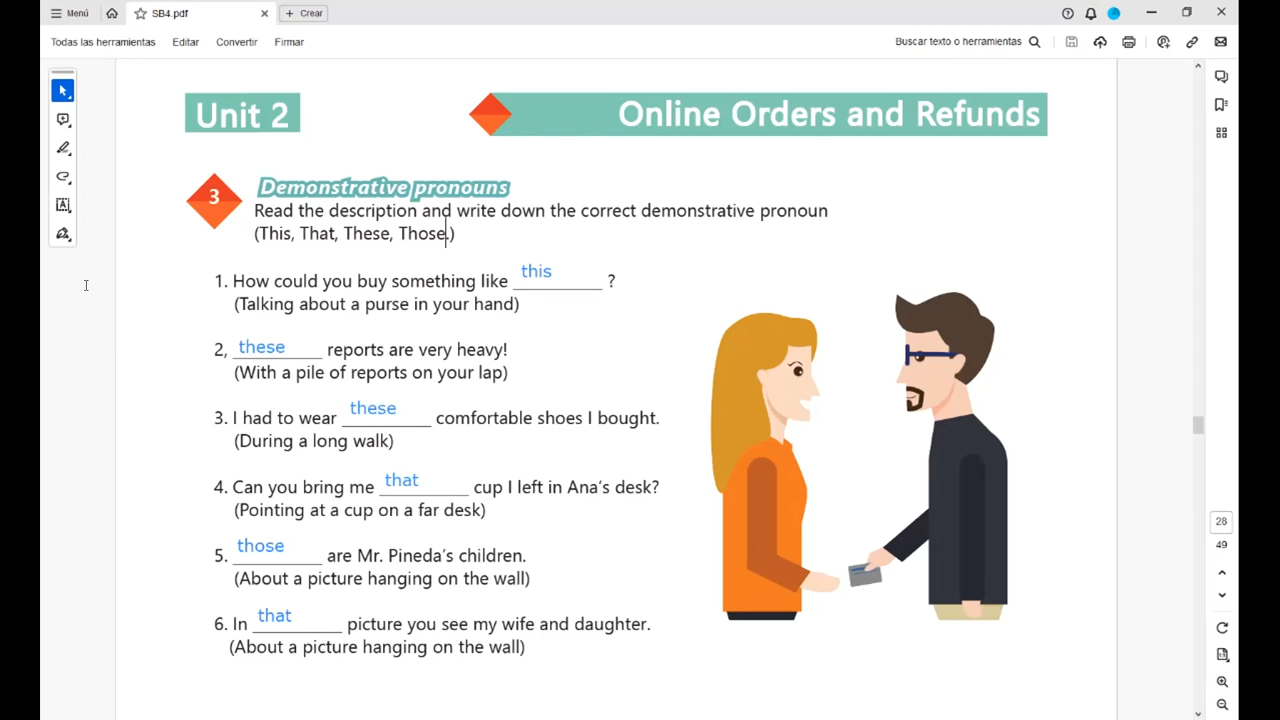 Menú
SB4.pdf
Crear
Todas las herramientas
Editar
Convertir
Firmar
Buscar texto o herramientas
Unit 2
Online Orders and Refunds
3
Demonstrative pronouns
Read the description and write down the correct demonstrative pronoun
(This, That, These, Those.)
1. How could you buy something like this ?
(Talking about a purse in your hand)
2, these reports are very heavy!
(With a pile of reports on your lap)
3. I had to wear these comfortable shoes I bought.
(During a long walk)
4. Can you bring me that cup I left in Ana's desk?
(Pointing at a cup on a far desk)
5. those are Mr. Pineda's children.
(About a picture hanging on the wall)
6. In that picture you see my wife and daughter.
(About a picture hanging on the wall)
28
49